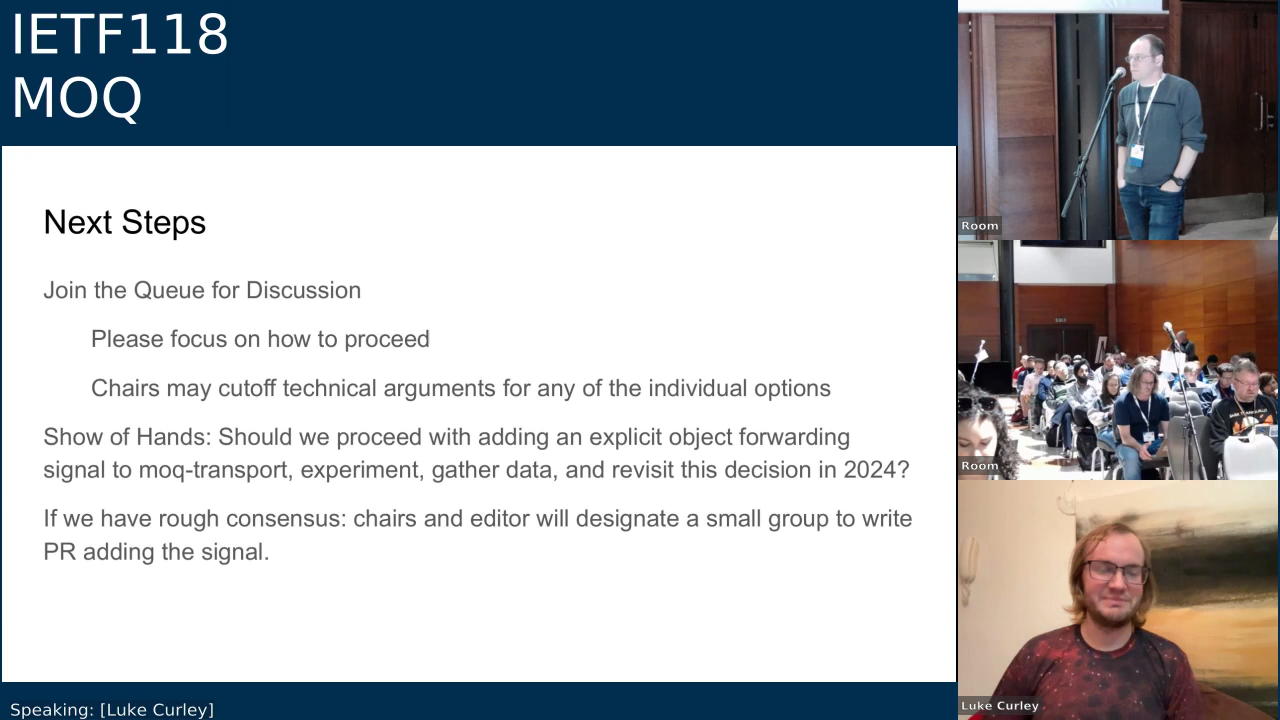 IETF118
MOQ
Next Steps
Join the Queue for Discussion
Please focus on how to proceed
Chairs may cutoff technical arguments for any of the individual options
Show of Hands: Should we proceed with adding an explicit object forwarding
signal to moq-transport, experiment, gather data, and revisit this decision in 2024?
If we have rough consensus: chairs and editor will designate a small group to write
PR adding the signal.
Speaking: [Luke Curley]
Room
Room
Luke Curley